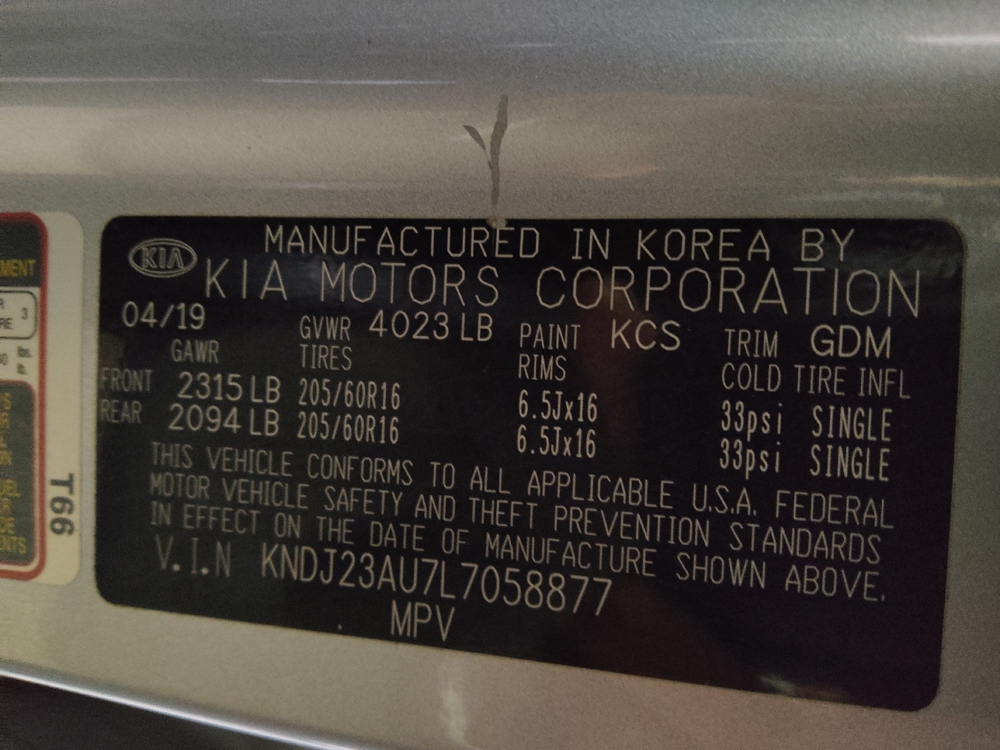 MANUFACTURED IN KOREA BY
KIA KIA MOTORS CORPORATION
04/19 GVWR 4023 LB PAINT KCS TRIM GDM
GAWR TIRES RIMS COLD TIRE INFL
FRONT 2315 LB 205/60R16 6.5Jx16 33psi SINGLE
REAR 2094 LB 205/60R16 6.5Jx16 33psi SINGLE
THIS VEHICLE CONFORMS TO ALL APPLICABLE U.S.A. FEDERAL
MOTOR VEHICLE SAFETY AND THEFT PREVENTION STANDARDS
IN EFFECT ON THE DATE OF MANUFACTURE SHOWN ABOVE.
V.I.N KNDJ23AU7L7058877
MPV
3
lbs.
lb.
T66